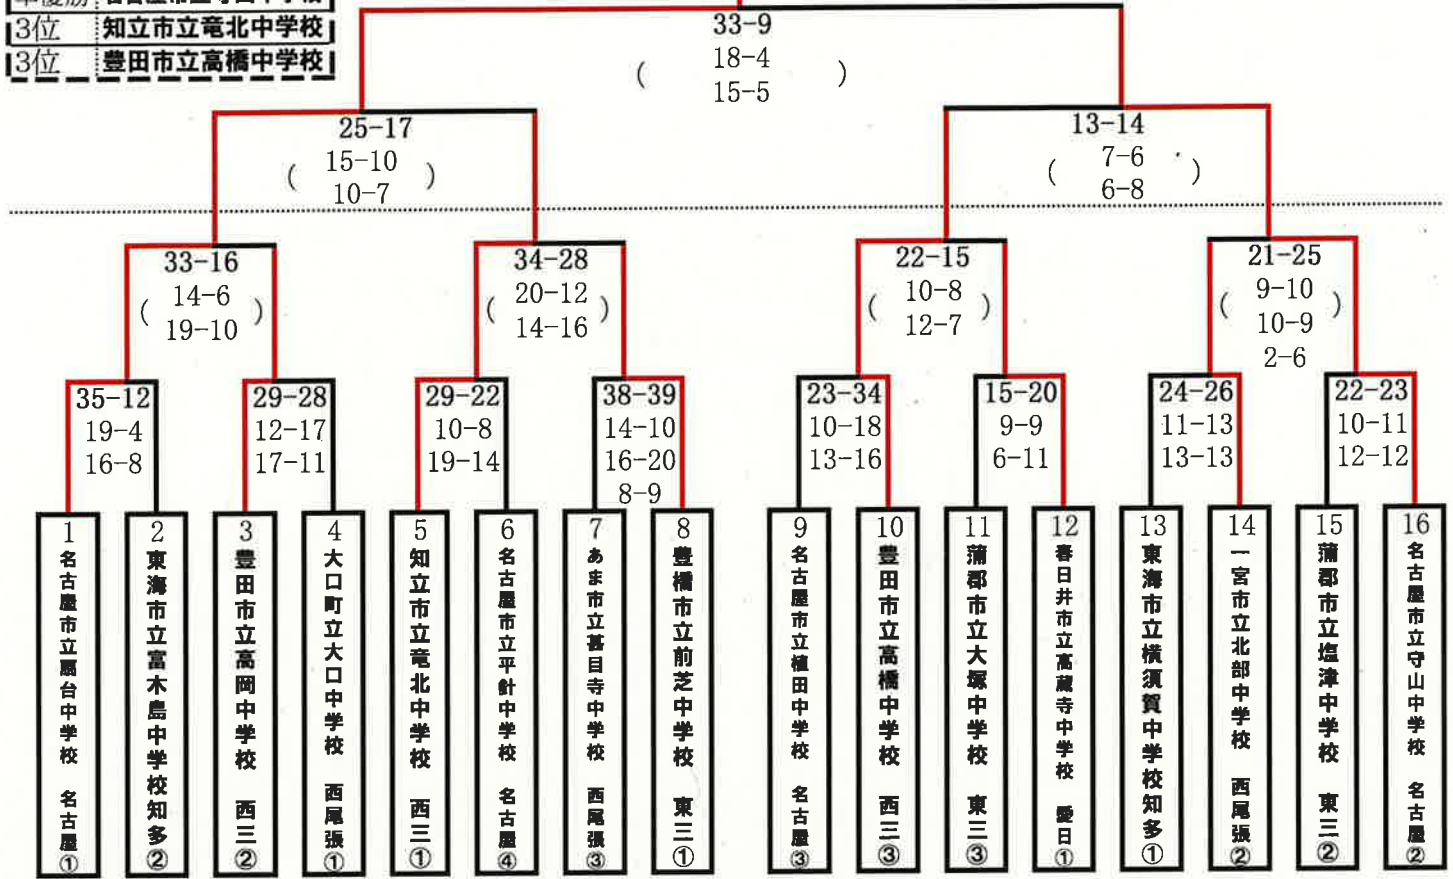 3位 知立市立竜北中学校
3位 豊田市立高橋中学校
33-9
( 18-4 )
15-5
25-17
( 15-10 )
10-7
13-14
( 7-6 )
6-8
33-16
( 14-6 )
19-10
34-28
( 20-12 )
14-16
22-15
( 10-8 )
12-7
21-25
( 9-10 )
10-9
2-6
35-12
19-4
16-8
29-28
12-17
17-11
29-22
10-8
19-14
38-39
14-10
16-20
8-9
23-34
10-18
13-16
15-20
9-9
6-11
24-26
11-13
13-13
22-23
10-11
12-12
1 名古屋市立扇台中学校 名古屋①
2 東海市立富木島中学校知多②
3 豊田市立高岡中学校 西三②
4 大口町立大口中学校 西尾張①
5 知立市立竜北中学校 西三①
6 名古屋市立平針中学校 名古屋④
7 あま市立甚目寺中学校 西尾張③
8 豊橋市立前芝中学校 東三①
9 名古屋市立植田中学校 名古屋③
10 豊田市立高橋中学校 西三③
11 蒲郡市立大塚中学校 東三③
12 春日井市立高蔵寺中学校 愛日①
13 東海市立横須賀中学校知多①
14 一宮市立北部中学校 西尾張②
15 蒲郡市立塩津中学校 東三②
16 名古屋市立守山中学校 名古屋②